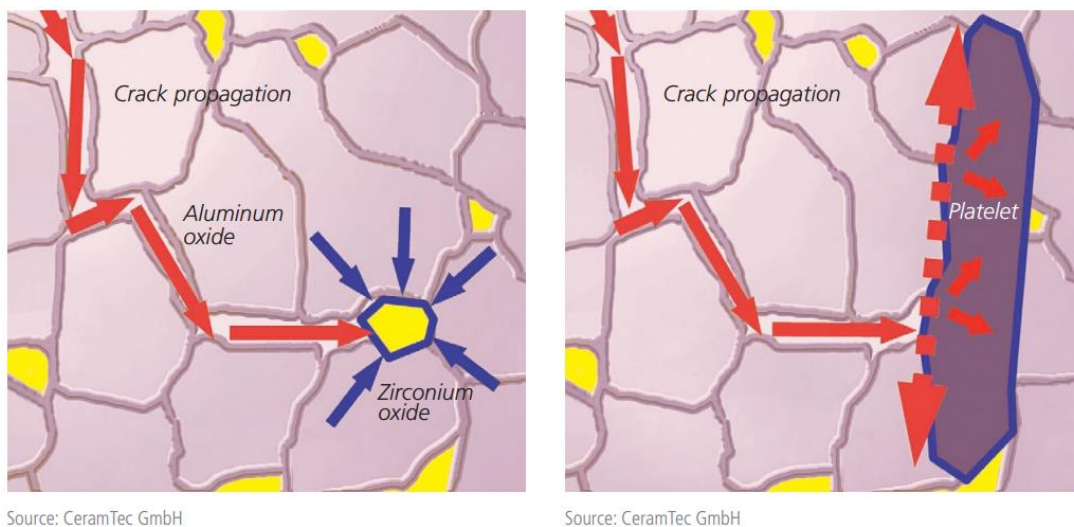 Crack propagation
Aluminum
oxide
Zirconium
oxide
Source: CeramTec GmbH
Crack propagation
Platelet
Source: CeramTec GmbH